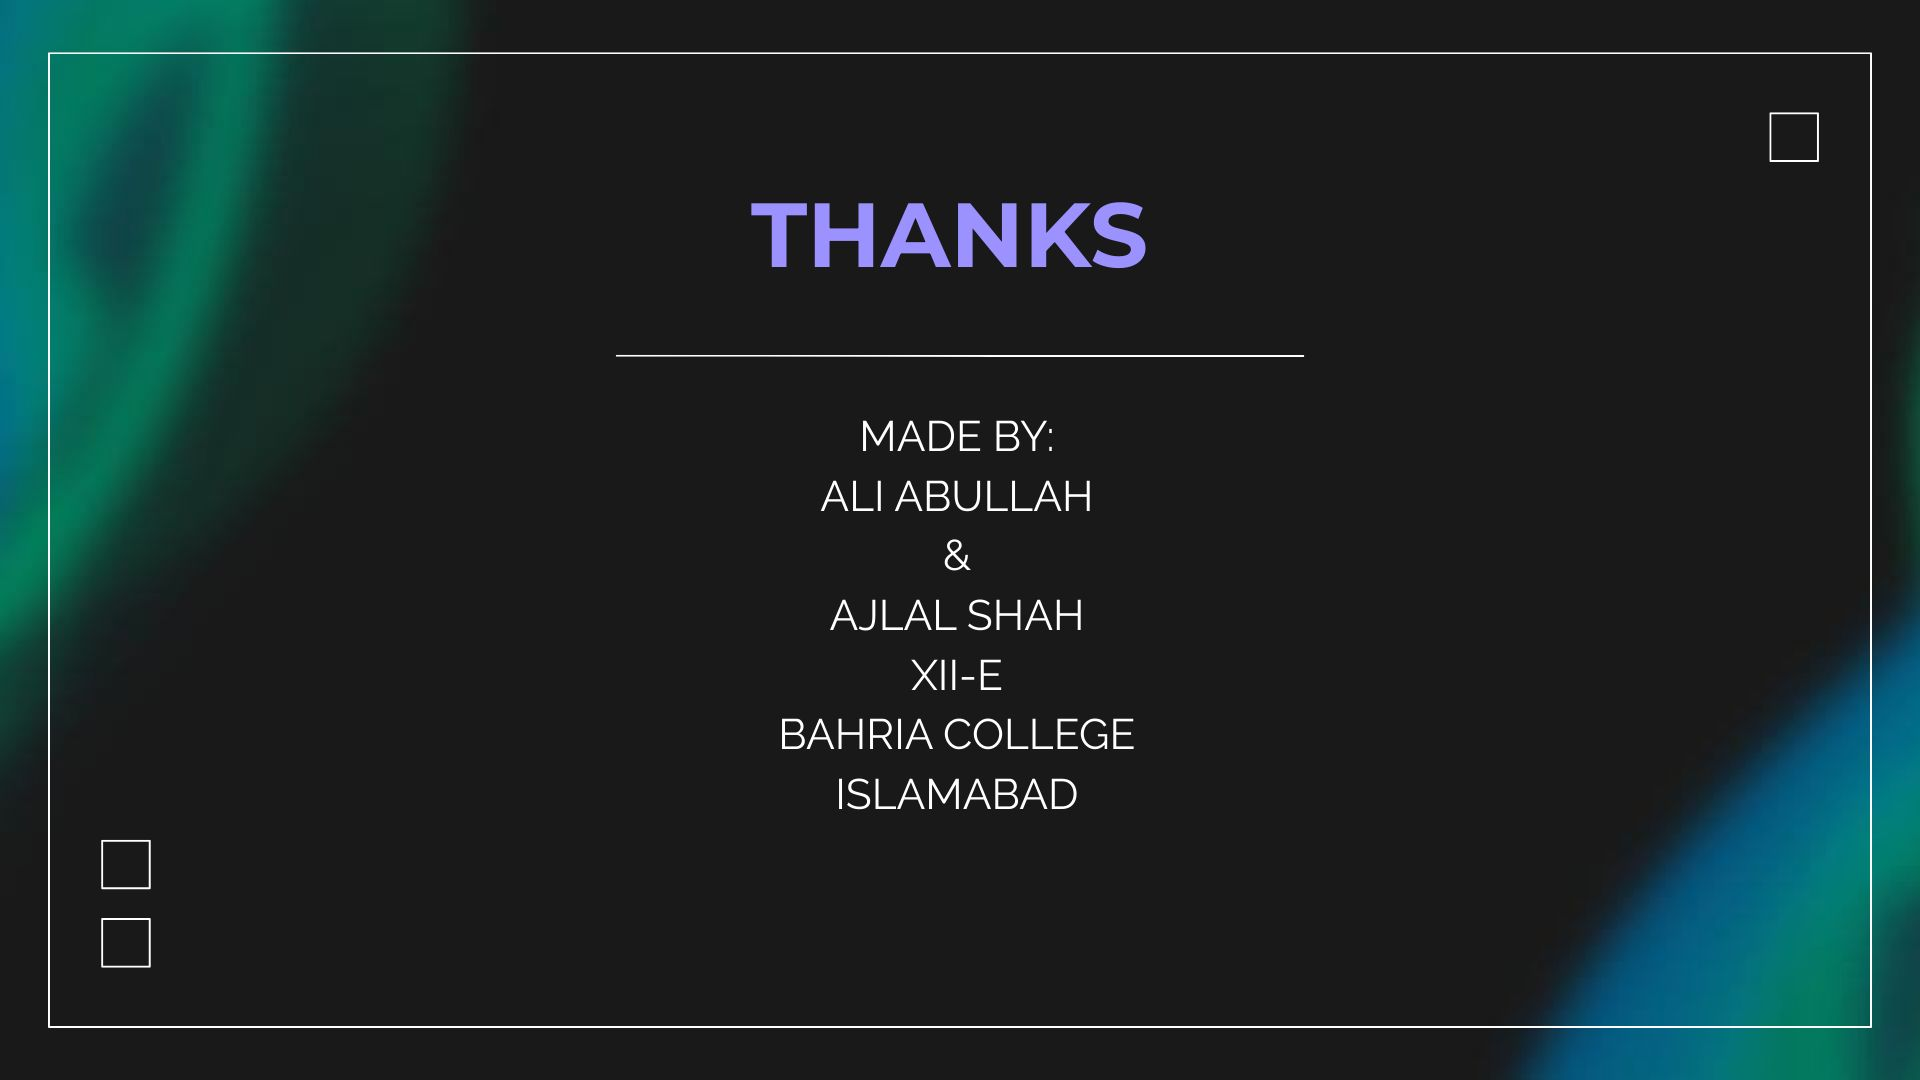 THANKS
MADE BY:
ALI ABULLAH
&
AJLAL SHAH
XII-E
BAHRIA COLLEGE
ISLAMABAD